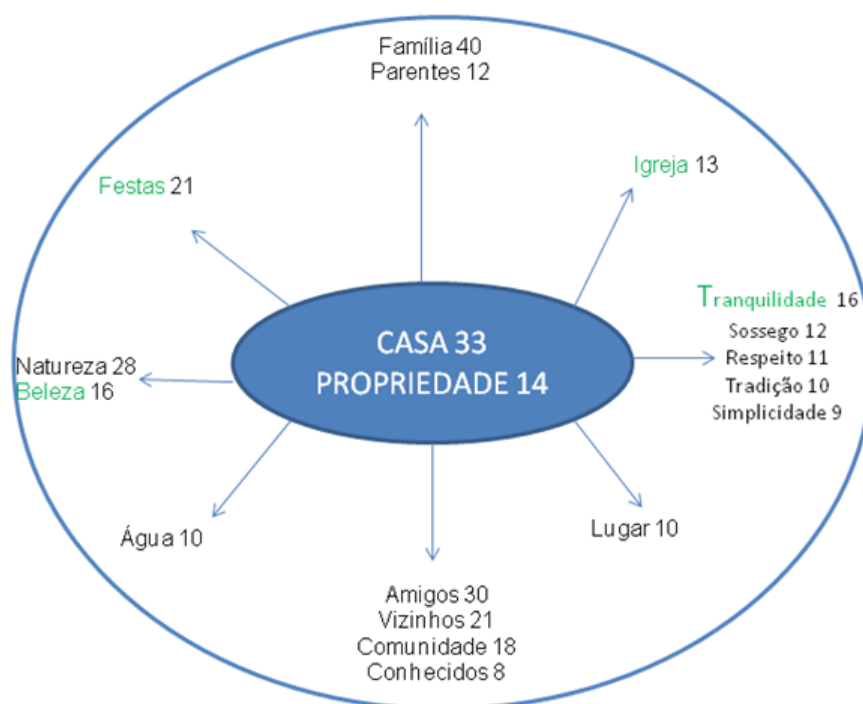 Família 40
Parentes 12
Igreja 13
Festas 21
Tranquilidade 16
Sossego 12
Respeito 11
Tradição 10
Simplicidade 9
CASA 33
PROPRIEDADE 14
Natureza 28
Beleza 16
Água 10
Lugar 10
Amigos 30
Vizinhos 21
Comunidade 18
Conhecidos 8